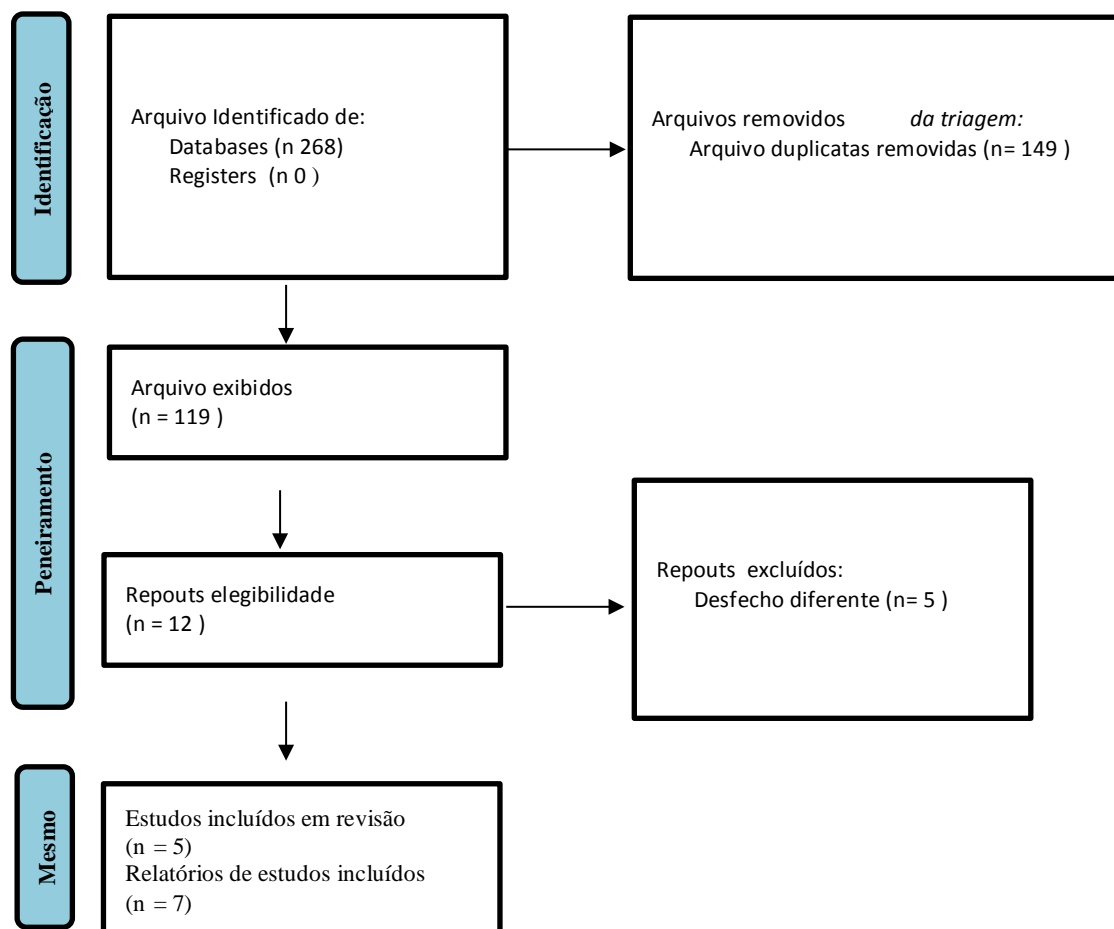 Identificação
Arquivo Identificado de:
Databases (n 268)
Registers (n 0 )
Arquivos removidos da triagem:
Arquivo duplicatas removidas (n= 149 )
Peneiramento
Arquivo exibidos
(n = 119 )
Repouts elegibilidade
(n = 12 )
Repouts excluídos:
Desfecho diferente (n= 5 )
Mesmo
Estudos incluídos em revisão
(n = 5)
Relatórios de estudos incluídos
(n = 7)